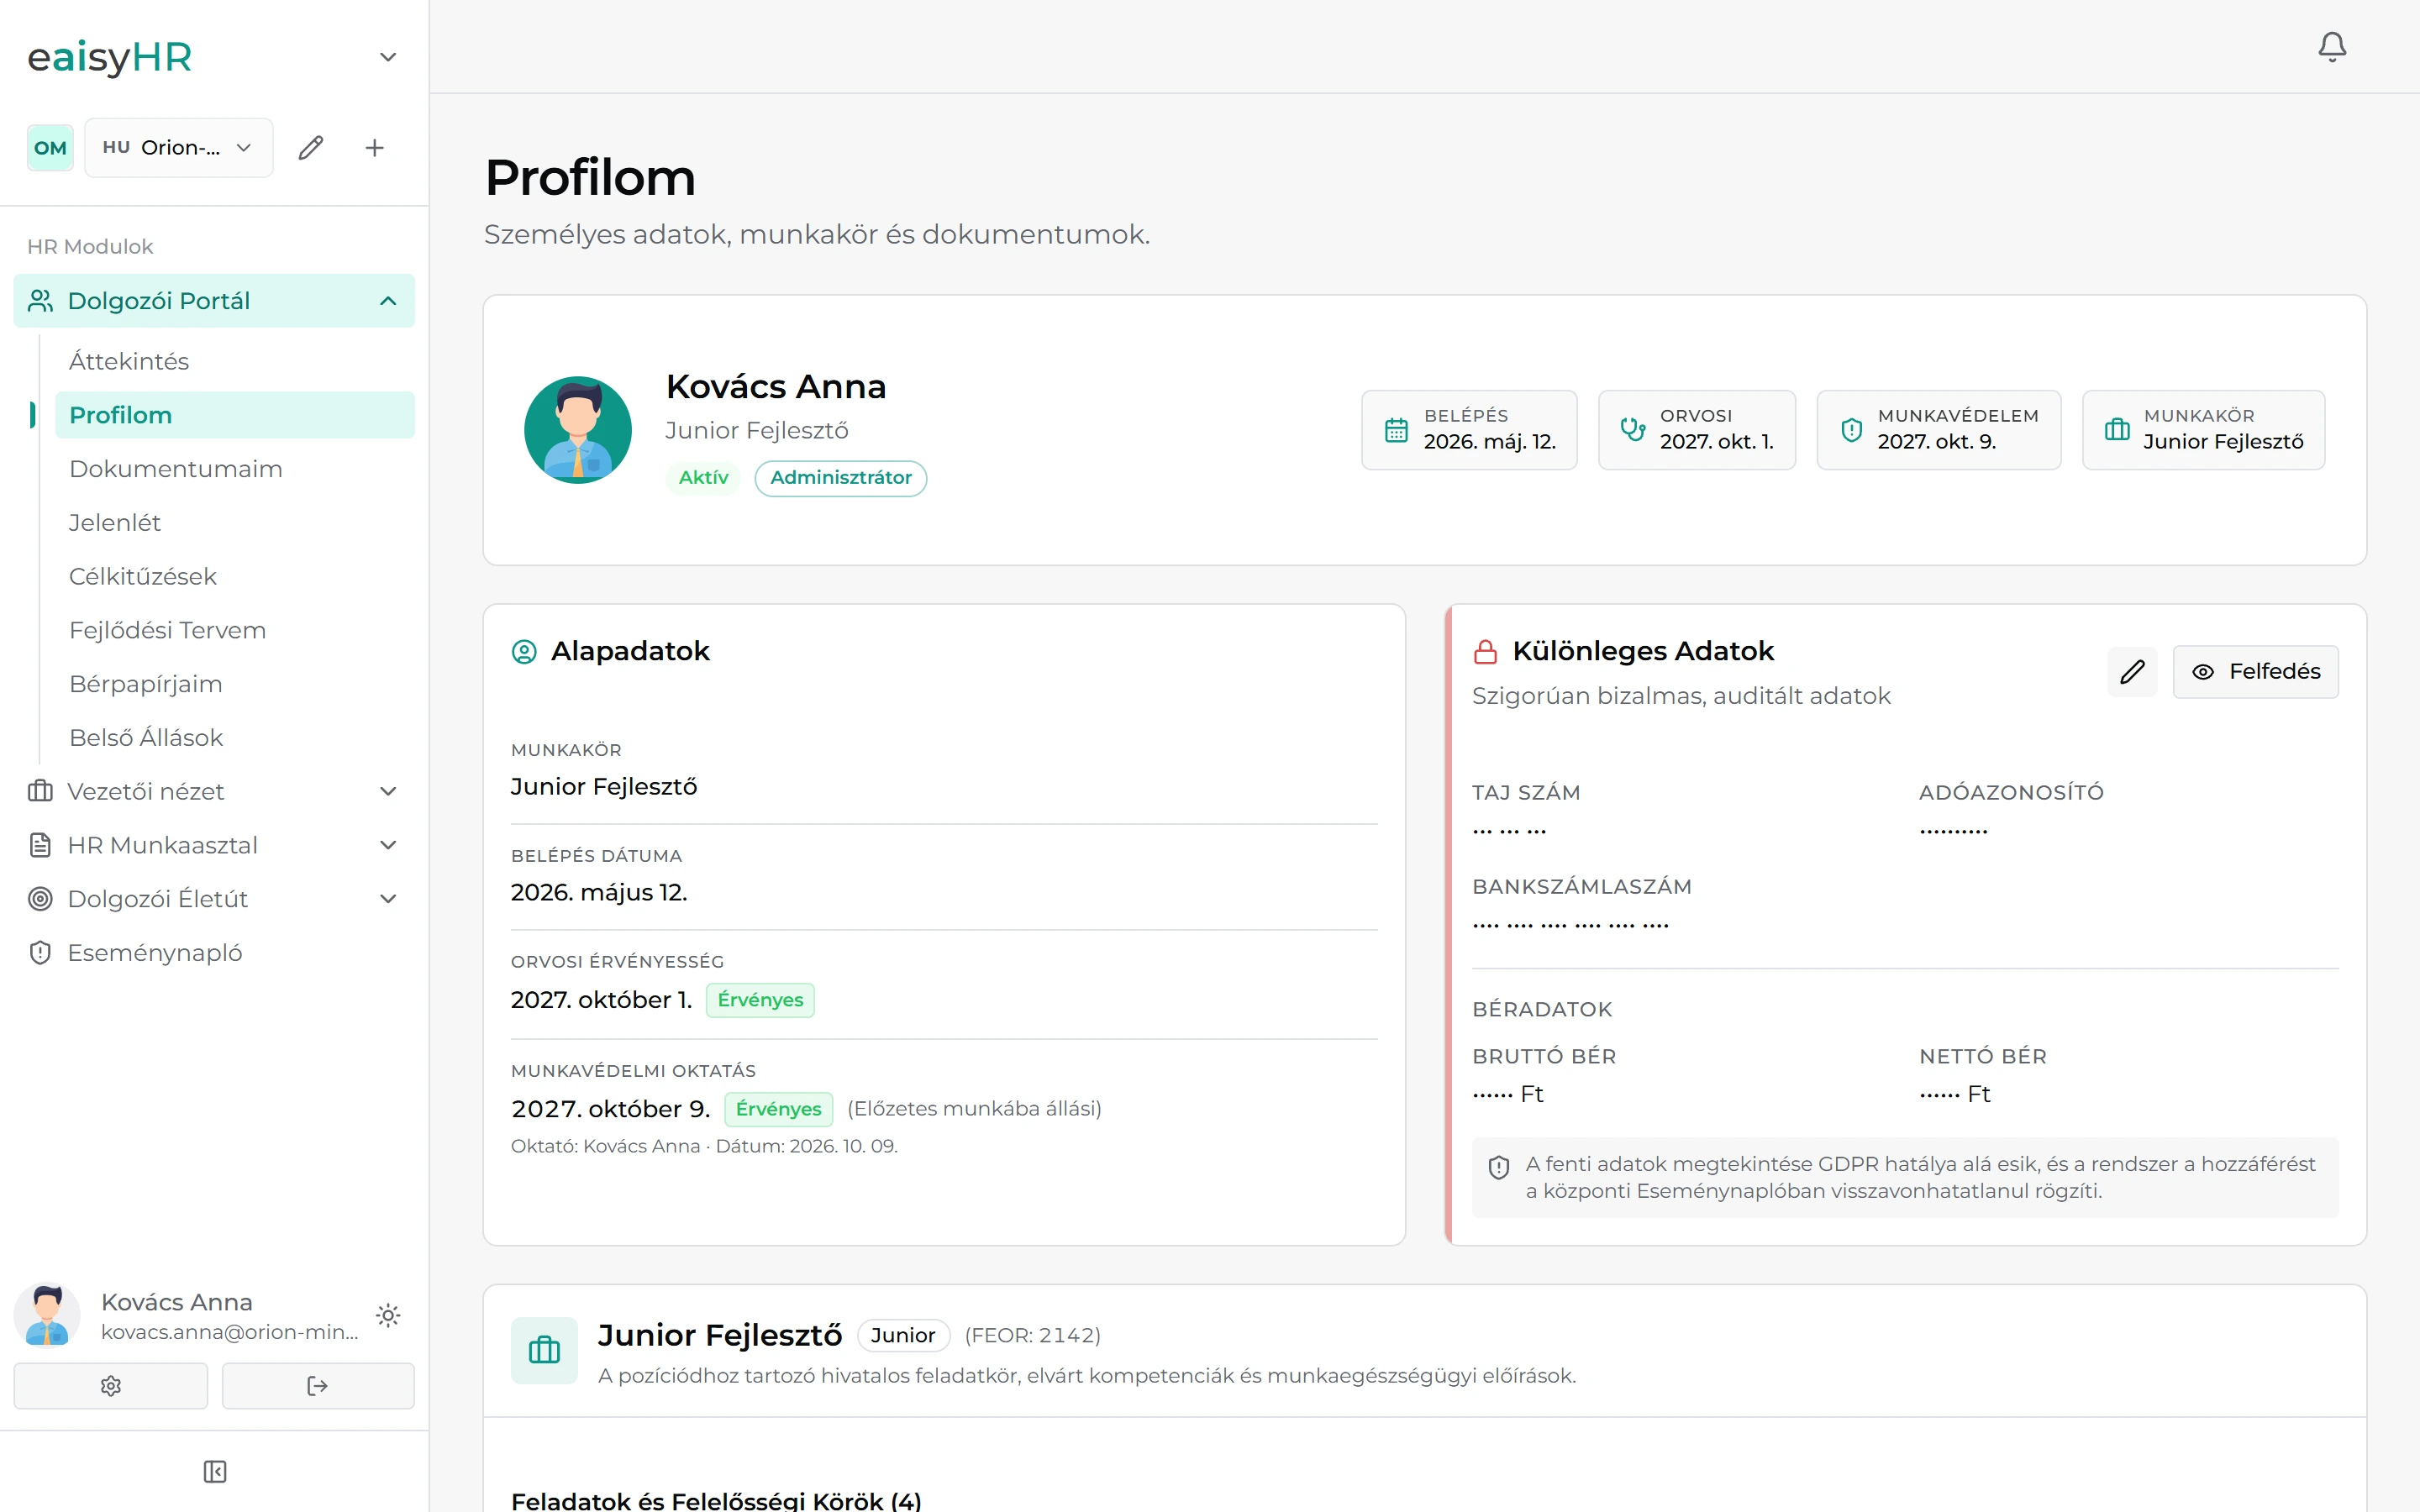 eaisyHR
OM
HU Orion-...
HR Modulok
Dolgozói Portál
Áttekintés
Profilom
Dokumentumaim
Jelenlét
Célkitűzések
Fejlődési Tervem
Bérpapírjaim
Belső Állások
Vezetői nézet
HR Munkaasztal
Dolgozói Életút
Eseménynapló
Kovács Anna
kovacs.anna@orion-min...
Profilom
Személyes adatok, munkakör és dokumentumok.
Kovács Anna
Junior Fejlesztő
Aktív Adminisztrátor
BELÉPÉS
2026. máj. 12.
ORVOSI
2027. okt. 1.
MUNKAVÉDELEM
2027. okt. 9.
MUNKAKÖR
Junior Fejlesztő
Alapadatok
MUNKAKÖR
Junior Fejlesztő
BELÉPÉS DÁTUMA
2026. május 12.
ORVOSI ÉRVÉNYESSÉG
2027. október 1. Érvényes
MUNKAVÉDELMI OKTATÁS
2027. október 9. Érvényes (Előzetes munkába állási)
Oktató: Kovács Anna · Dátum: 2026. 10. 09.
Különleges Adatok
Szigorúan bizalmas, auditált adatok
Felfedés
TAJ SZÁM
••• ••• •••
ADÓAZONOSÍTÓ
••••••••••
BANKSZÁMLASZÁM
•••• •••• •••• •••• •••• ••••
BÉRADATOK
BRUTTÓ BÉR
•••••• Ft
NETTÓ BÉR
•••••• Ft
A fenti adatok megtekintése GDPR hatálya alá esik, és a rendszer a hozzáférést
a központi Eseménynaplóban visszavonhatatlanul rögzíti.
Junior Fejlesztő Junior (FEOR: 2142)
A pozíciódhoz tartozó hivatalos feladatkör, elvárt kompetenciák és munkaegészségügyi előírások.
Feladatok és Felelősségi Körök (4)